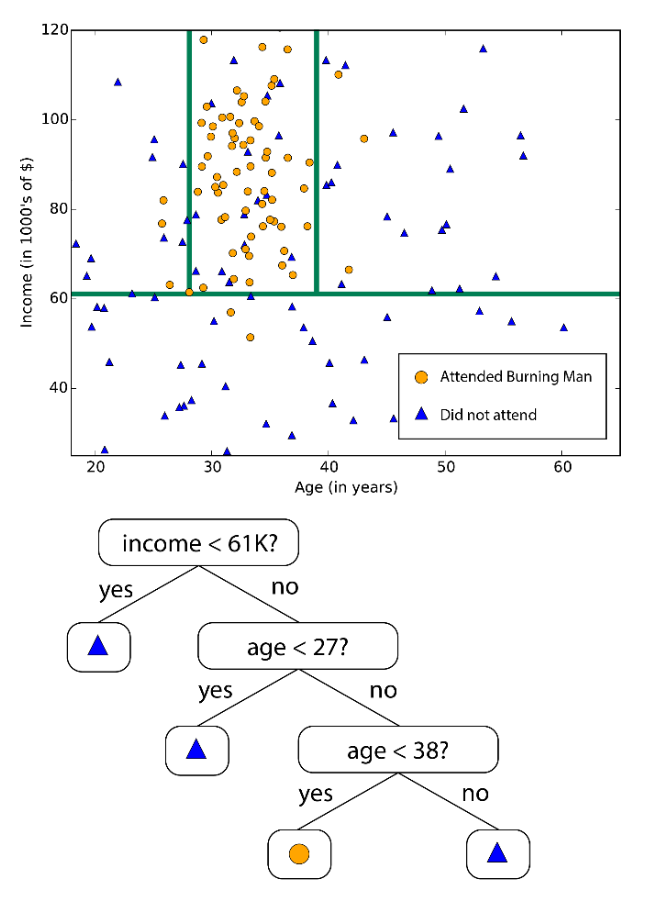 120
100
80
60
40
Income (in 1000's of $)
Attended Burning Man
Did not attend
20 30 40 50 60
Age (in years)
income < 61K?
yes no
age < 27?
yes no
age < 38?
yes no